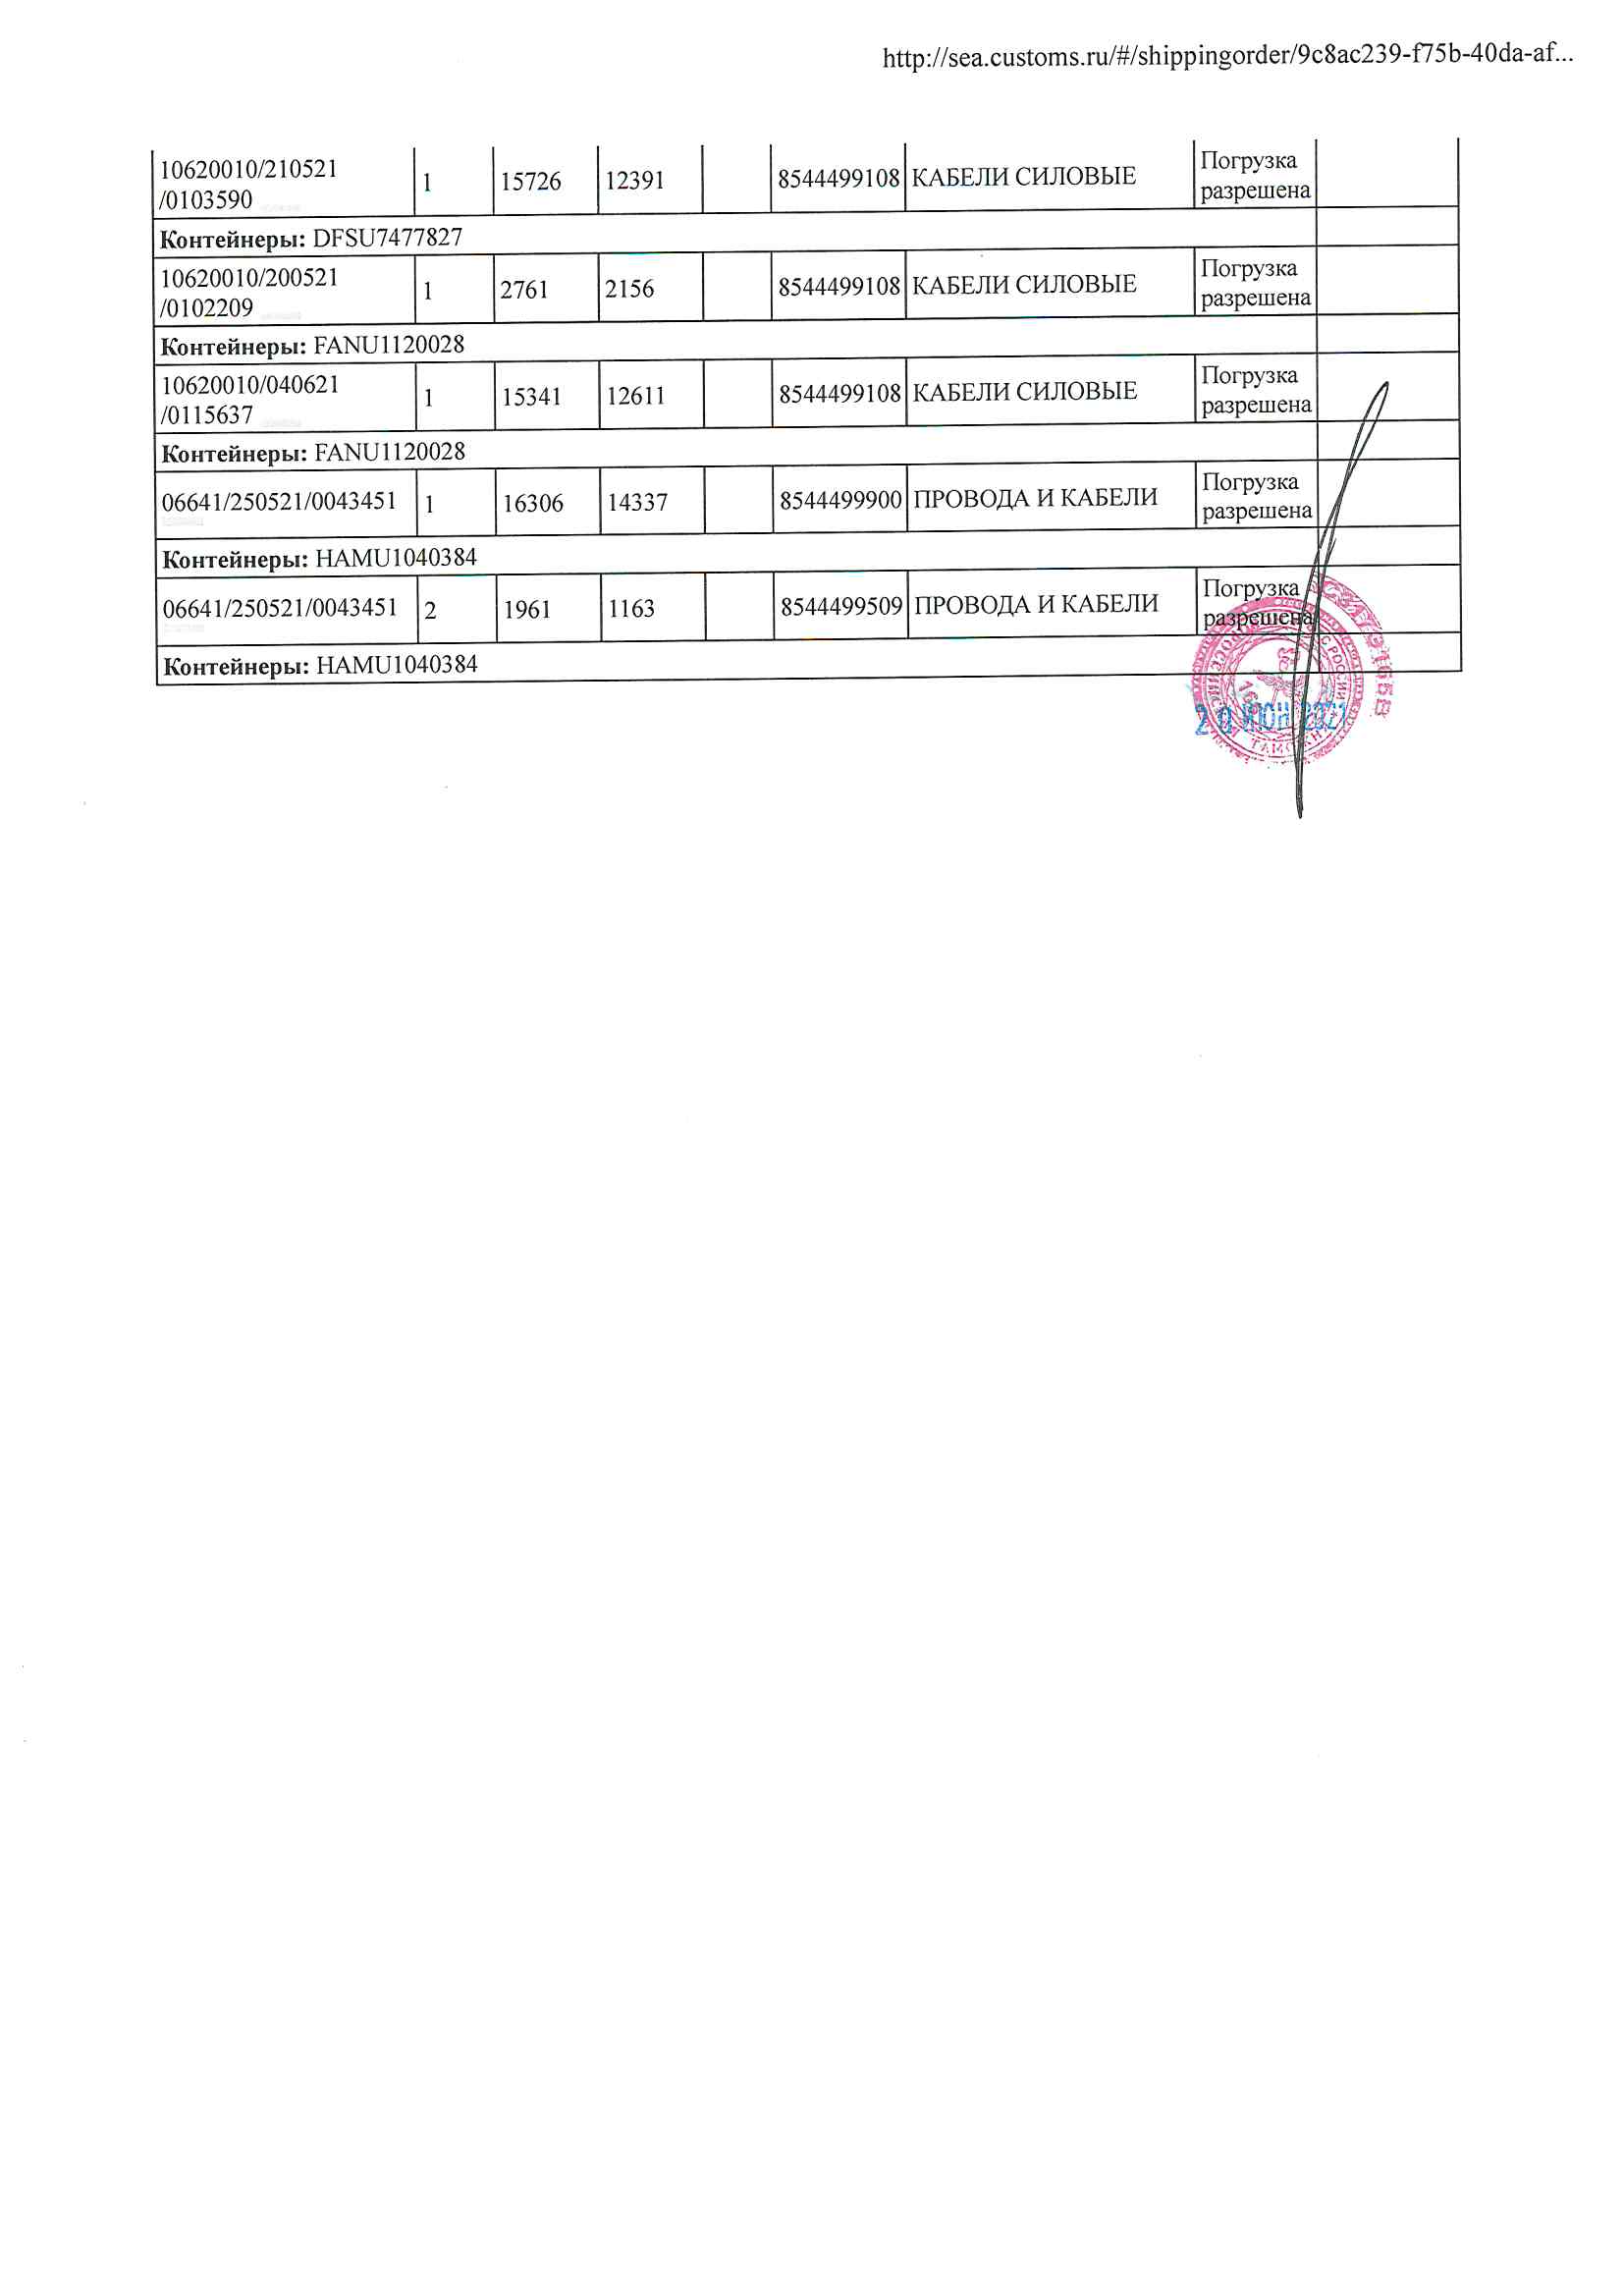 http://sea.customs.ru/#/shippingorder/9c8ac239-f75b-40da-af...
10620010/210521
/0103590
1
15726
12391
8544499108
КАБЕЛИ СИЛОВЫЕ
Погрузка
разрешена
Контейнеры: DFSU7477827
10620010/200521
/0102209
1
2761
2156
8544499108
КАБЕЛИ СИЛОВЫЕ
Погрузка
разрешена
Контейнеры: FANU1120028
10620010/040621
/0115637
1
15341
12611
8544499108
КАБЕЛИ СИЛОВЫЕ
Погрузка
разрешена
Контейнеры: FANU1120028
06641/250521/0043451
1
16306
14337
8544499900
ПРОВОДА И КАБЕЛИ
Погрузка
разрешена
Контейнеры: HAMU1040384
06641/250521/0043451
2
1961
1163
8544499509
ПРОВОДА И КАБЕЛИ
Погрузка
разрешена
Контейнеры: HAMU1040384
ИЮН 2021